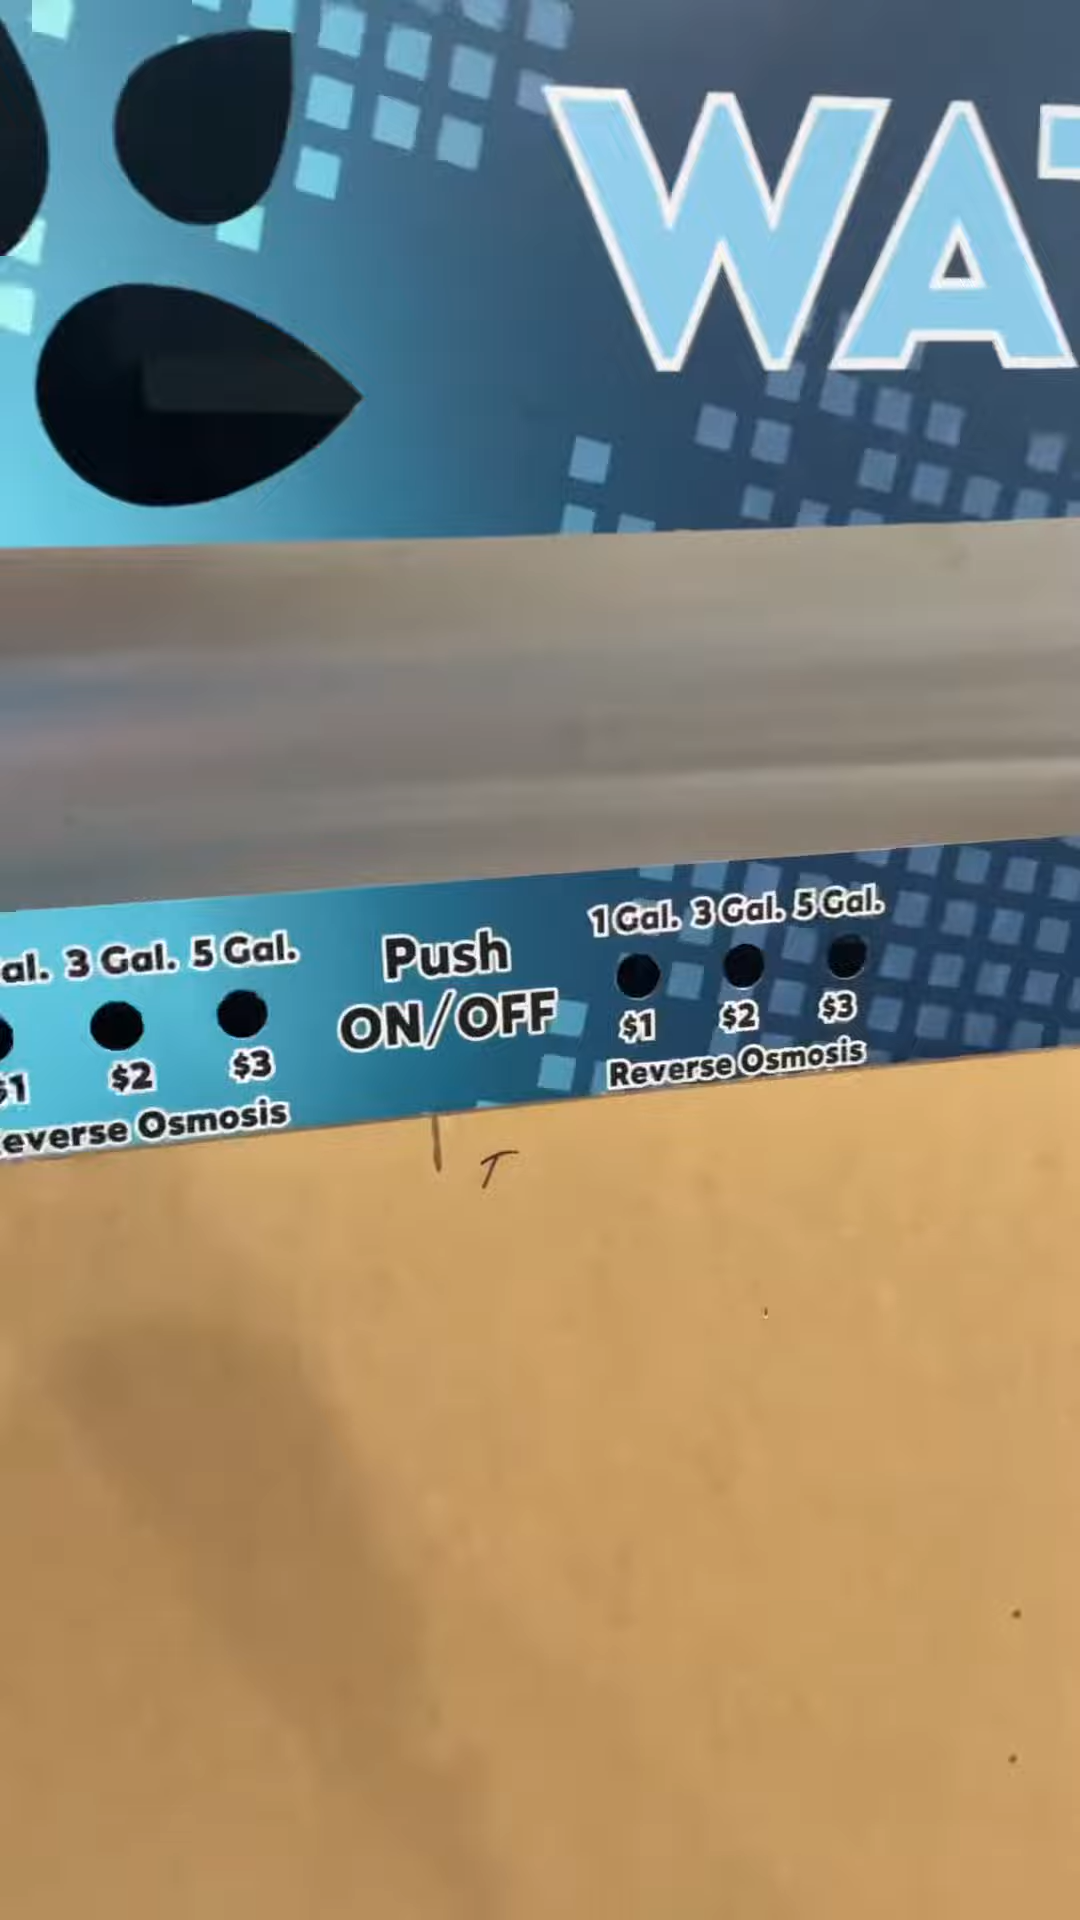 WAT
al. 3 Gal. 5 Gal.
$1 $2 $3
everse Osmosis
Push
ON/OFF
1 Gal. 3 Gal. 5 Gal.
$1 $2 $3
Reverse Osmosis
T